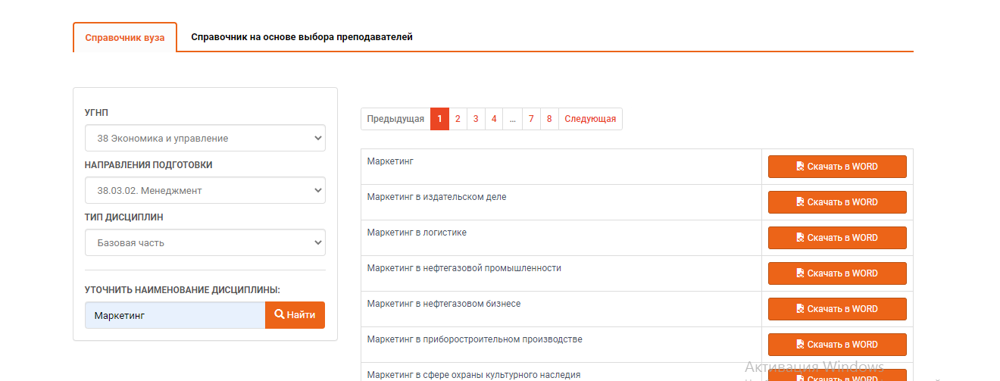 Справочник вуза
Справочник на основе выбора преподавателей
УГНП
38 Экономика и управление
НАПРАВЛЕНИЯ ПОДГОТОВКИ
38.03.02. Менеджмент
ТИП ДИСЦИПЛИН
Базовая часть
УТОЧНИТЬ НАИМЕНОВАНИЕ ДИСЦИПЛИНЫ:
Маркетинг Найти
Предыдущая 1 2 3 4 ... 7 8 Следующая
Маркетинг Скачать в WORD
Маркетинг в издательском деле Скачать в WORD
Маркетинг в логистике Скачать в WORD
Маркетинг в нефтегазовой промышленности Скачать в WORD
Маркетинг в нефтегазовом бизнесе Скачать в WORD
Маркетинг в приборостроительном производстве Скачать в WORD
Маркетинг в сфере охраны культурного наследия Скачать в WORD
Активация Windows